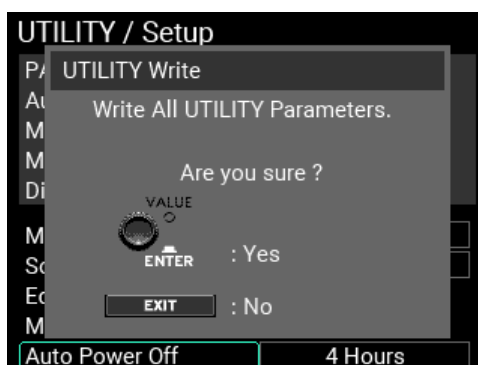 UTILITY / Setup
UTILITY Write
Write All UTILITY Parameters.
Are you sure ?
VALUE
ENTER : Yes
EXIT : No
Auto Power Off 4 Hours